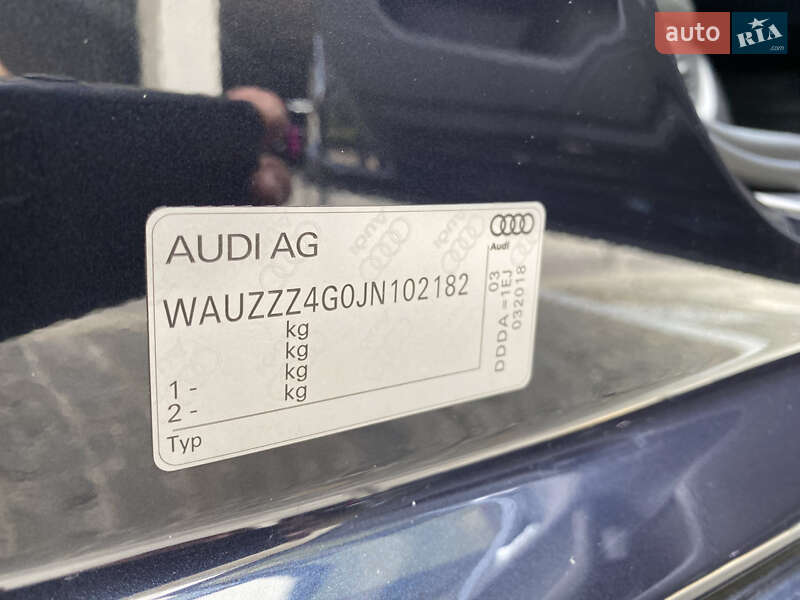 auto RIA
AUDI AG
Audi
WAUZZZ4G0JN102182
kg
kg
kg
1 - kg
2 -
Typ
03
DDDA =1EJ
032018